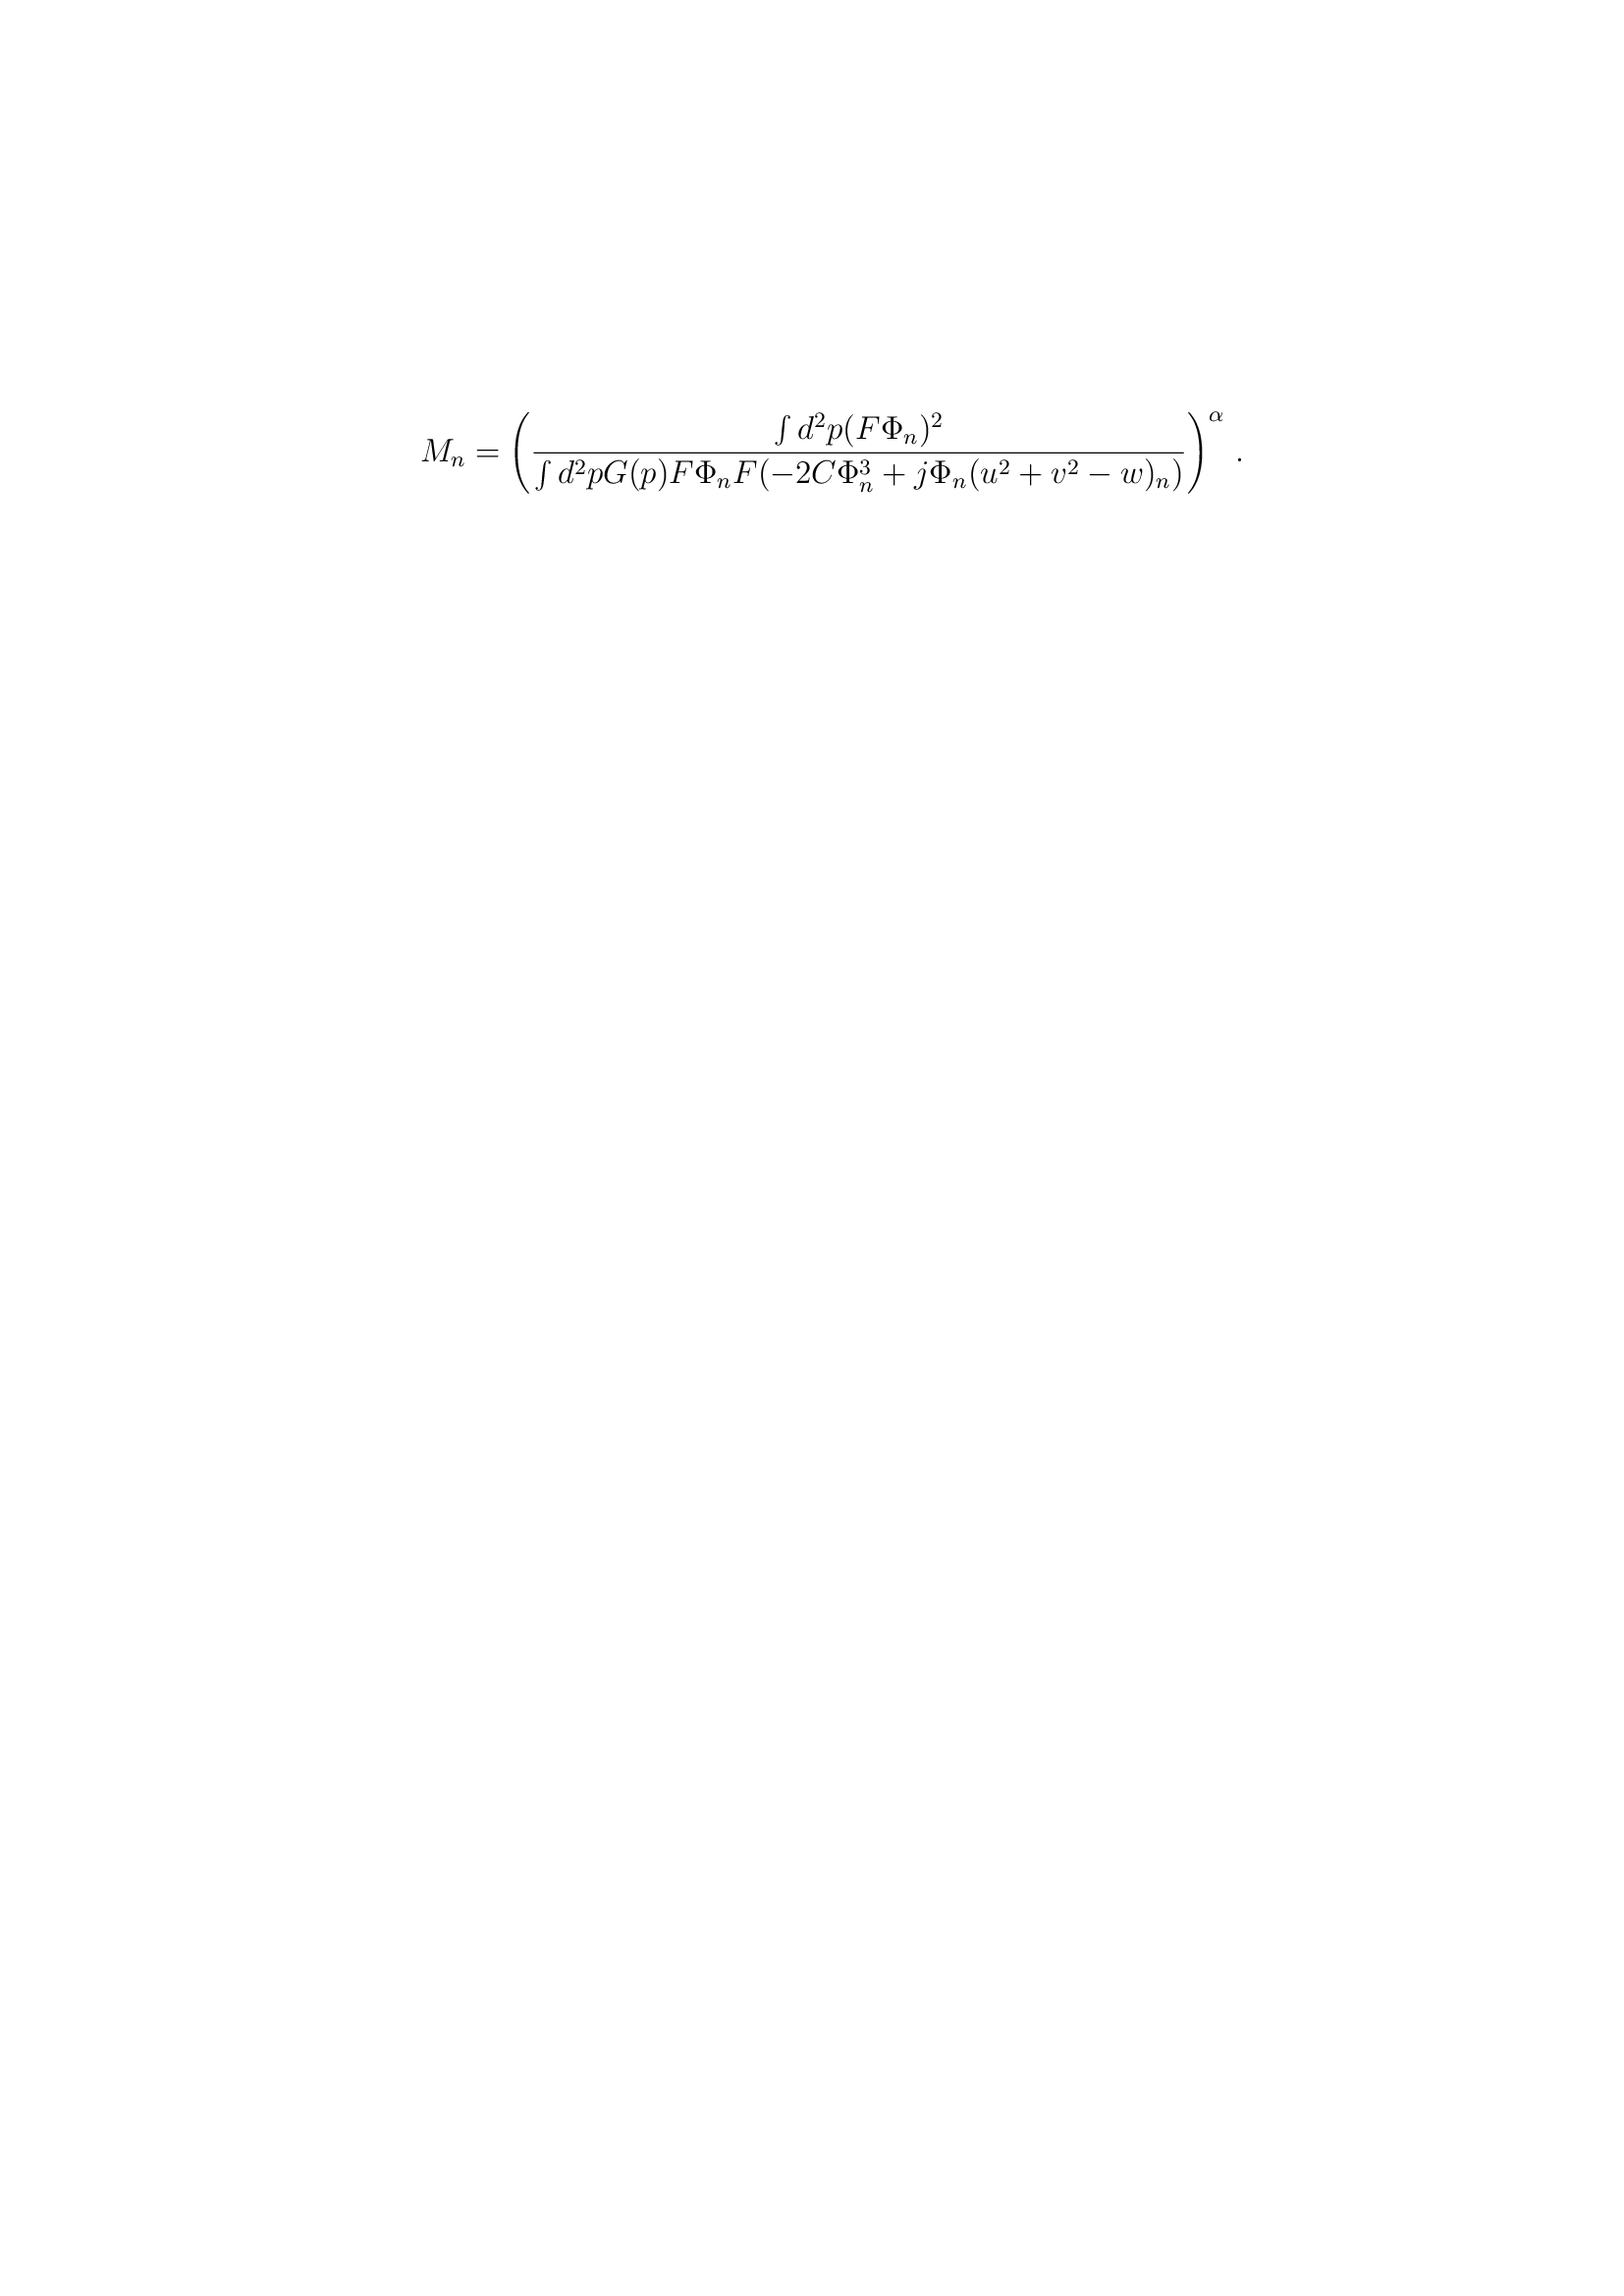 $M_n = \left( \frac{\int d^2p (F\Phi_n)^2}{\int d^2p G(p) F\Phi_n F(-2C\Phi_n^3 + j\Phi_n(u^2 + v^2 - w)_n)} \right)^{\alpha}.$